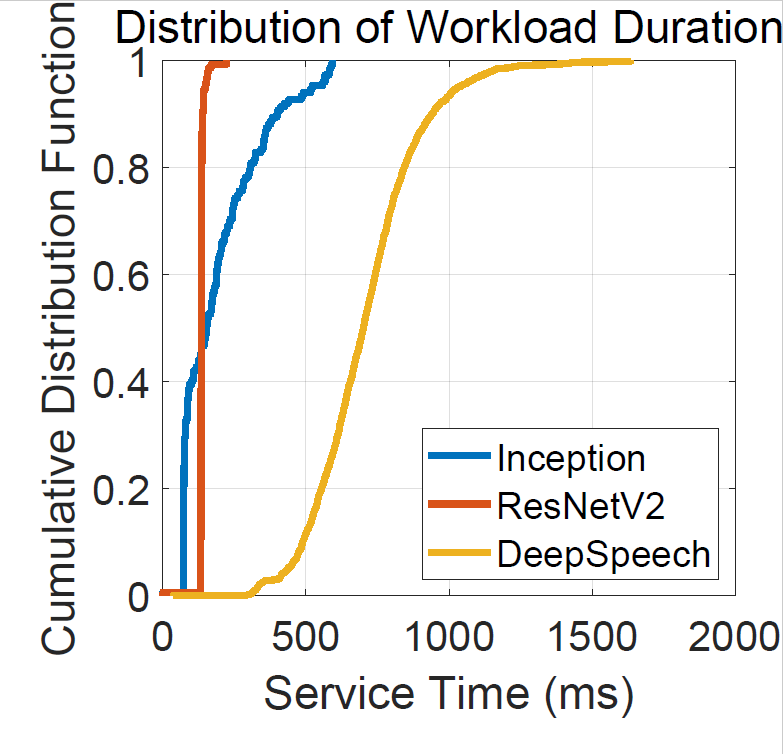 Distribution of Workload Duration
Cumulative Distribution Function
1
0.8
0.6
0.4
0.2
0
0 500 1000 1500 2000
Service Time (ms)
Inception
ResNetV2
DeepSpeech